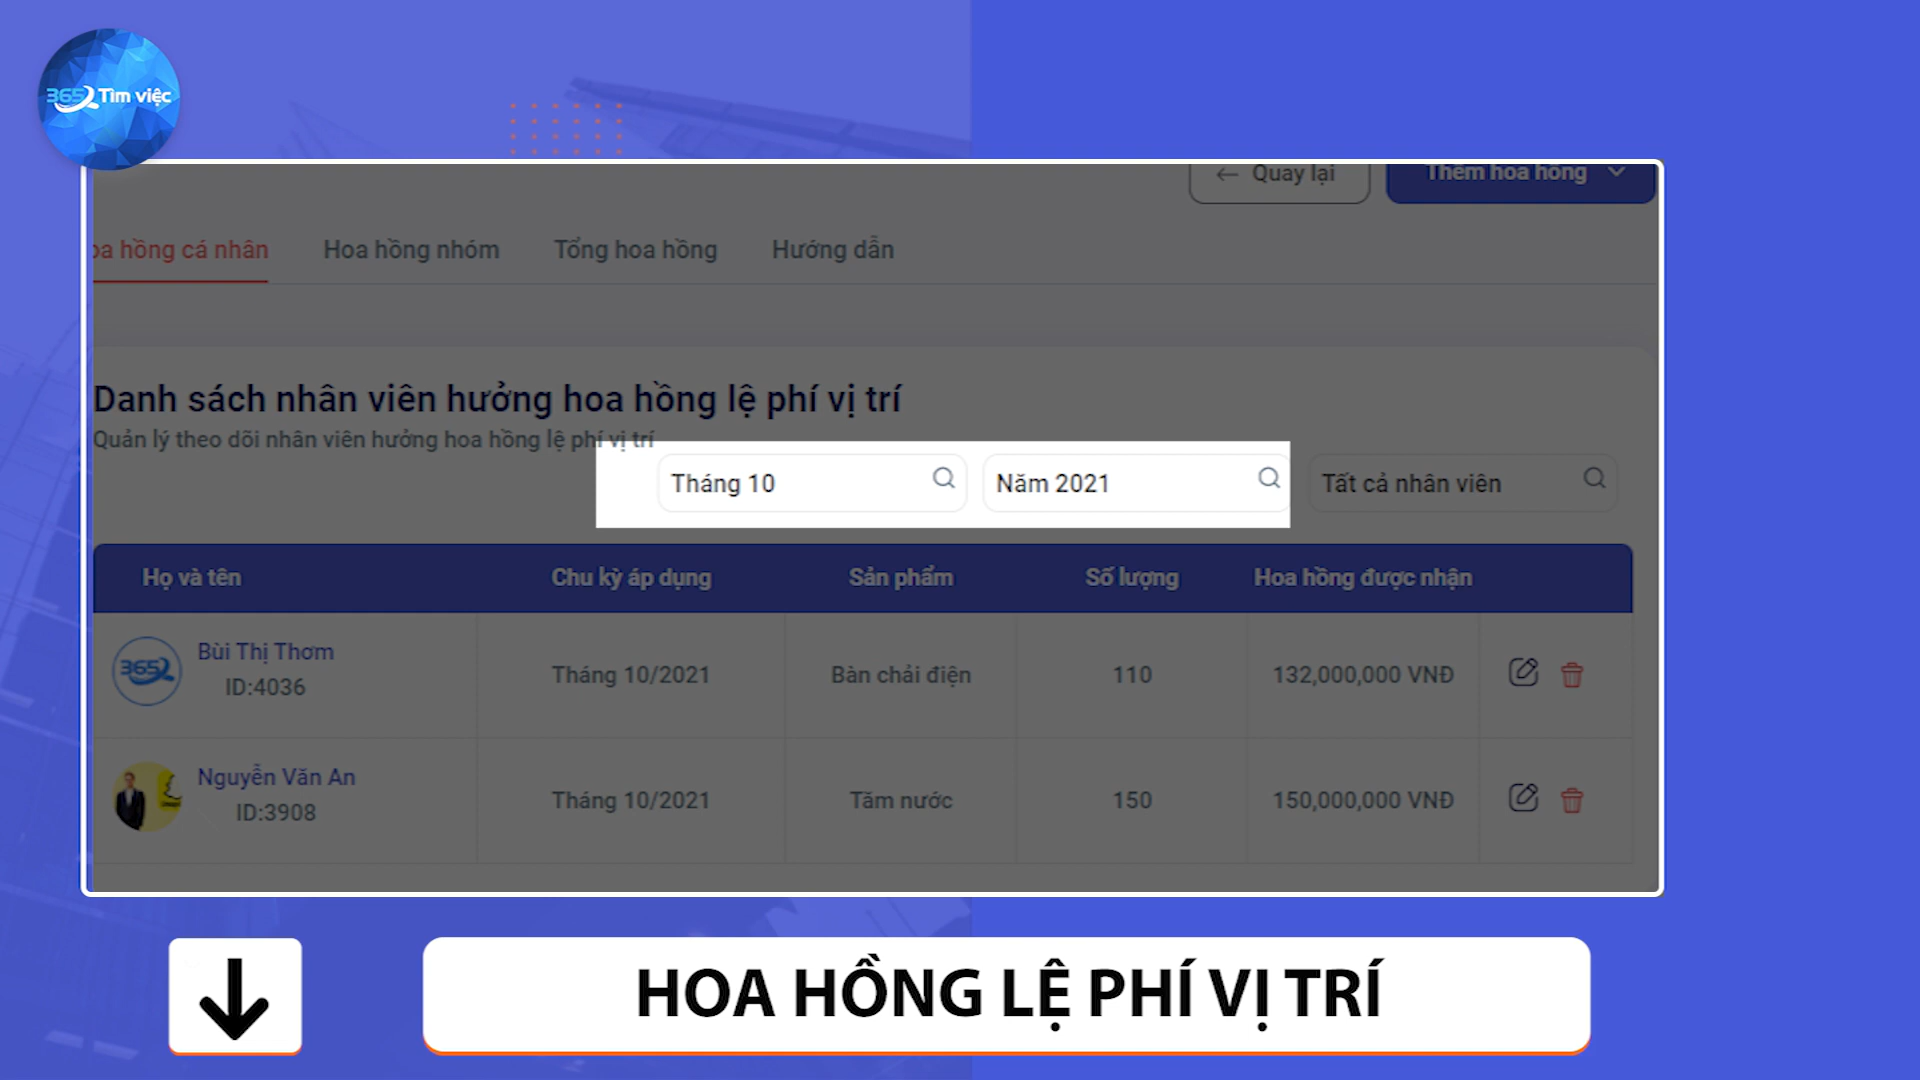 365 Tìm việc
← Quay lại
Thêm hoa hồng
oa hồng cá nhân
Hoa hồng nhóm
Tổng hoa hồng
Hướng dẫn
Danh sách nhân viên hưởng hoa hồng lệ phí vị trí
Quản lý theo dõi nhân viên hưởng hoa hồng lệ phí vị trí
Tháng 10
Năm 2021
Tất cả nhân viên
Họ và tên Chu kỳ áp dụng Sản phẩm Số lượng Hoa hồng được nhận
365
Bùi Thị Thơm
ID:4036
Tháng 10/2021 Bàn chải điện 110 132,000,000 VNĐ
Nguyễn Văn An
ID:3908
Tháng 10/2021 Tăm nước 150 150,000,000 VNĐ
HOA HỒNG LỆ PHÍ VỊ TRÍ